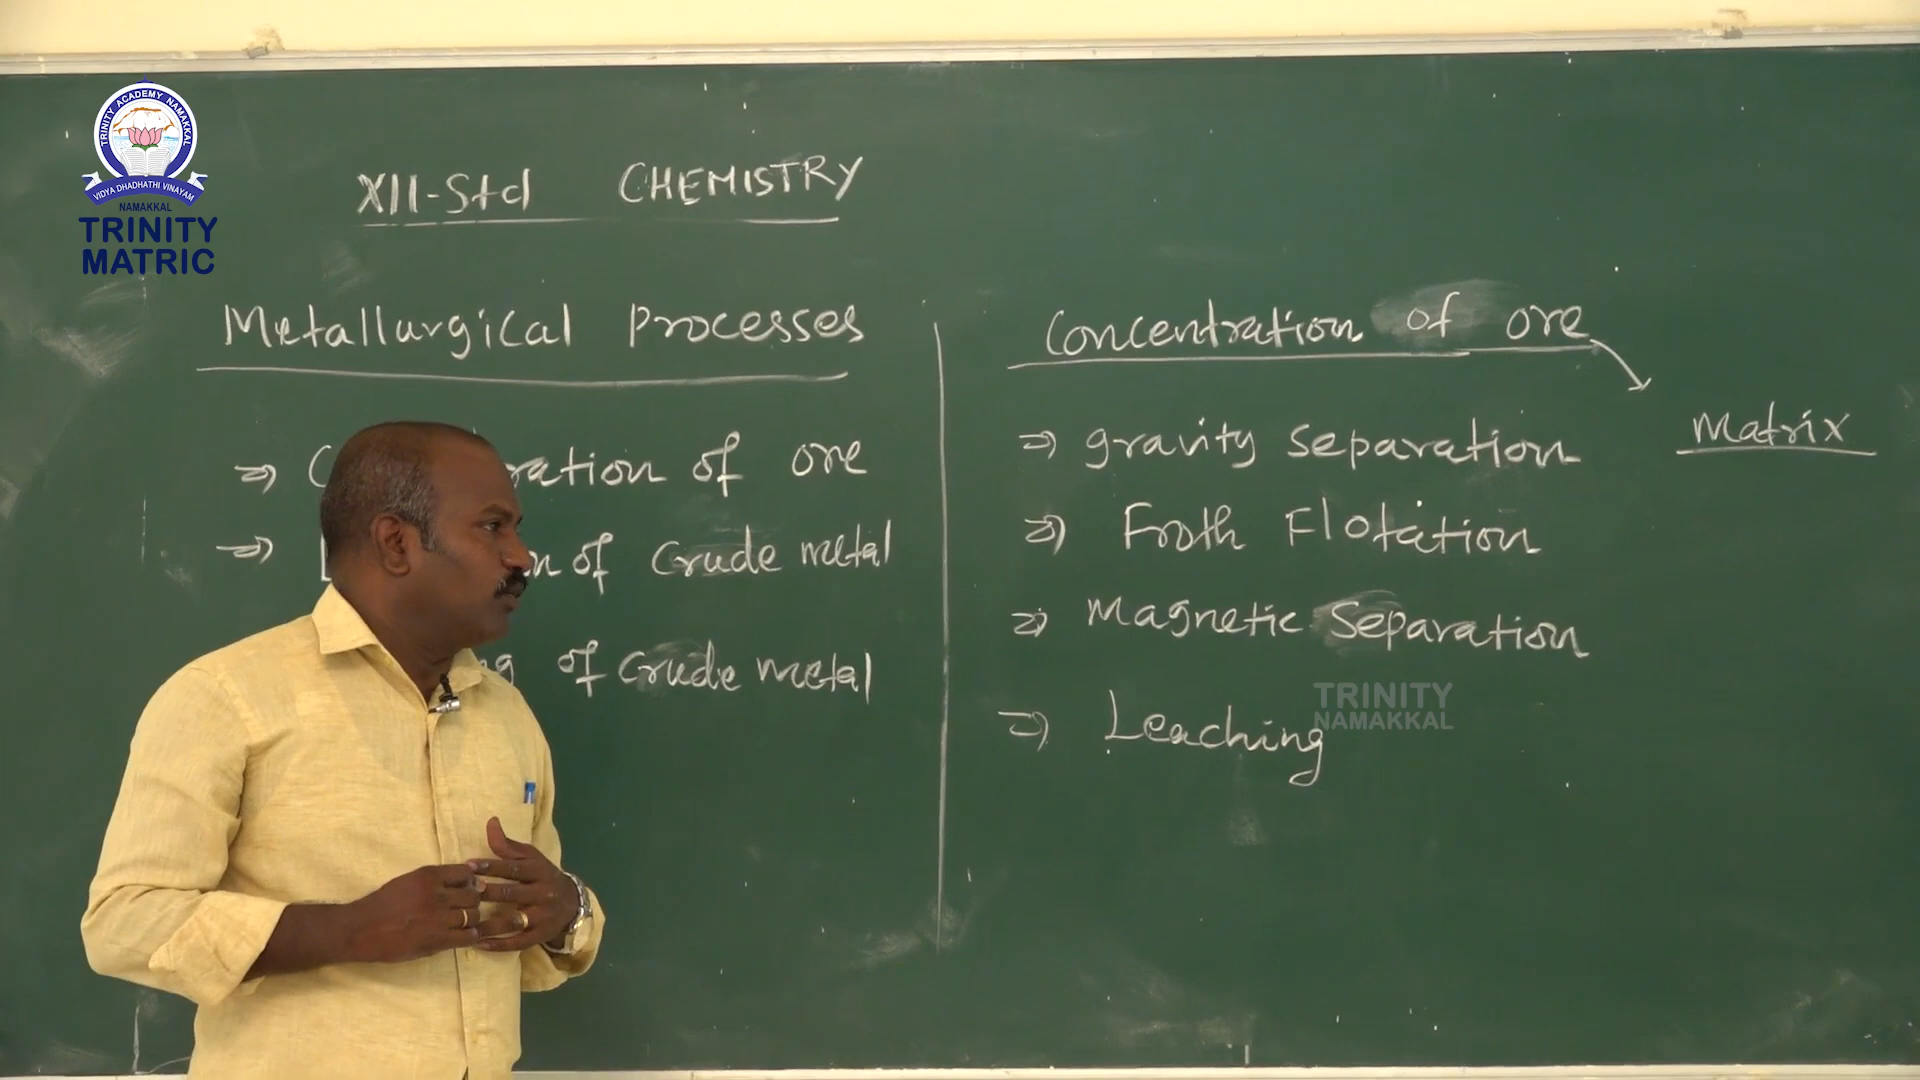 TRINITY ACADEMY NAMAKKAL
VIDYA DHADHATHI VINAYAM
NAMAKKAL
TRINITY
MATRIC
XII-Std CHEMISTRY
Metallurgical Processes
of ore
of Crude metal
of Crude metal
Concentration of ore
Matrix
⇒ gravity Separation
⇒ Froth Flotation
⇒ Magnetic Separation
⇒ Leaching
TRINITY
NAMAKKAL